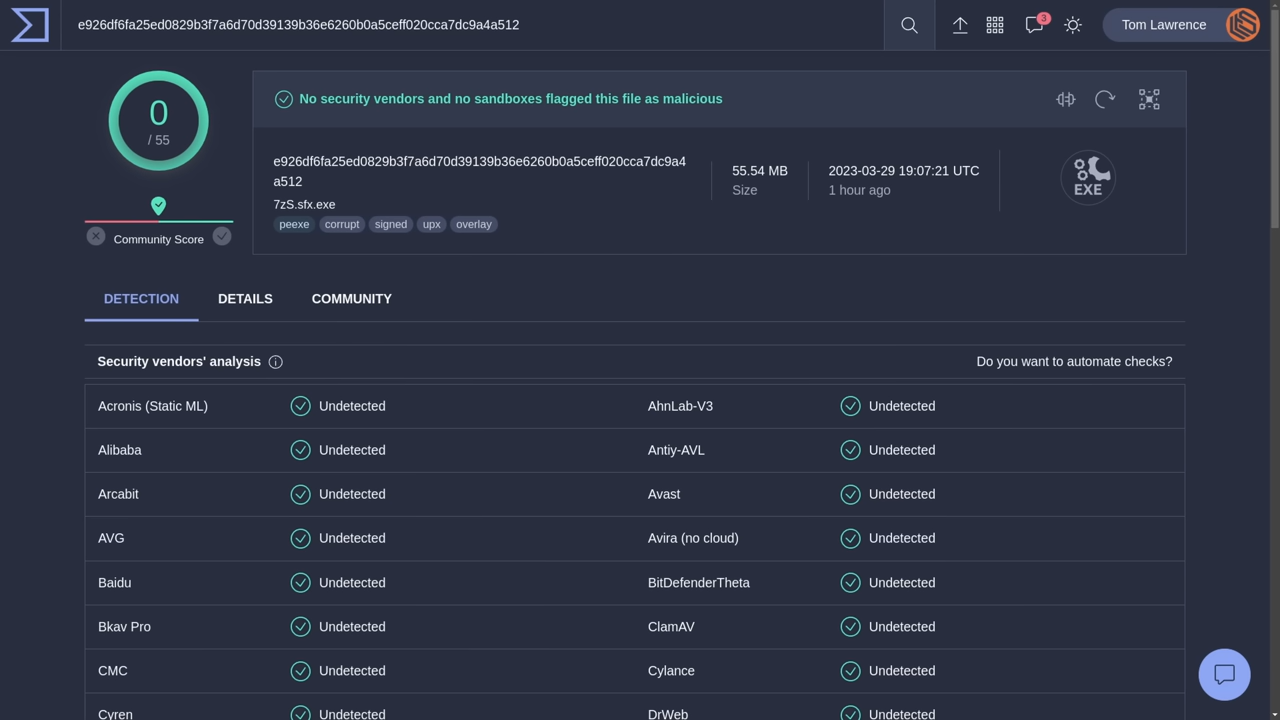 e926df6fa25ed0829b3f7a6d70d39139b36e6260b0a5ceff020cca7dc9a4a512
3
Tom Lawrence
0
/ 55
Community Score
No security vendors and no sandboxes flagged this file as malicious
e926df6fa25ed0829b3f7a6d70d39139b36e6260b0a5ceff020cca7dc9a4
a512
7zS.sfx.exe
peexe corrupt signed upx overlay
55.54 MB
Size
2023-03-29 19:07:21 UTC
1 hour ago
EXE
DETECTION DETAILS COMMUNITY
Security vendors' analysis Do you want to automate checks?
Acronis (Static ML) Undetected AhnLab-V3 Undetected
Alibaba Undetected Antiy-AVL Undetected
Arcabit Undetected Avast Undetected
AVG Undetected Avira (no cloud) Undetected
Baidu Undetected BitDefenderTheta Undetected
Bkav Pro Undetected ClamAV Undetected
CMC Undetected Cylance Undetected
Cyren Undetected DrWeb Undetected